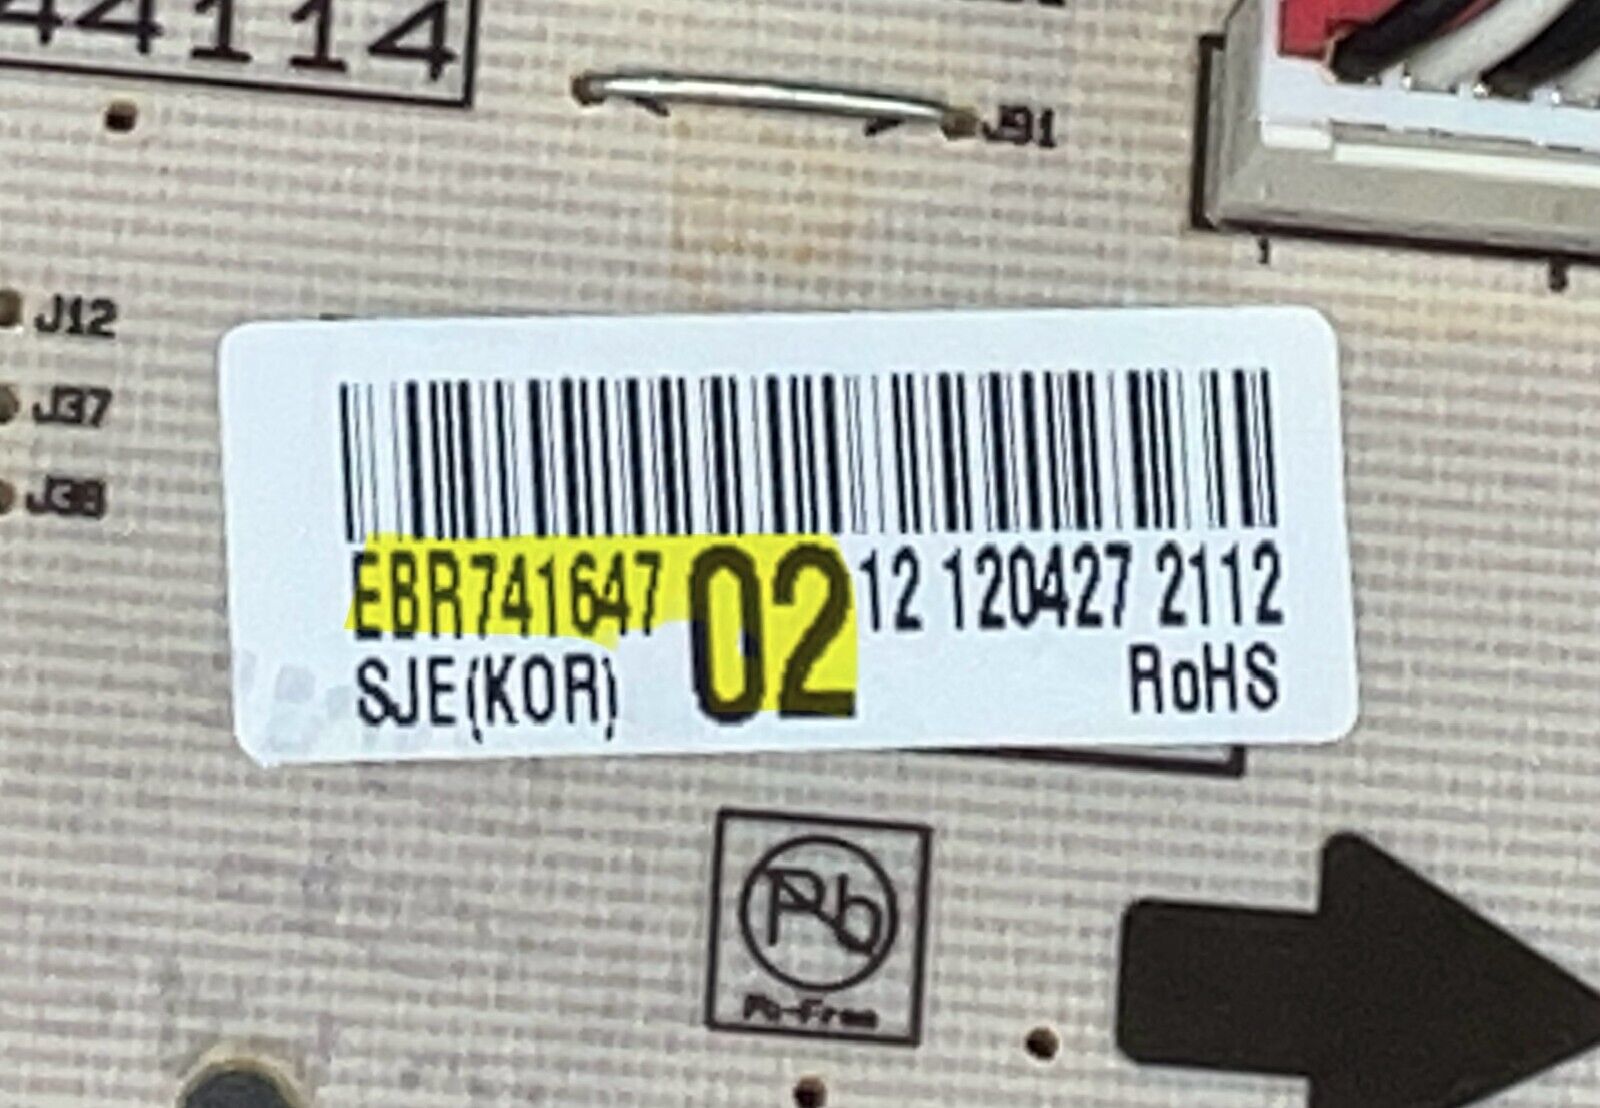 44114
J91
J12
J37
J38
EBR741647 02 12 120427 2112
SJE(KOR) RoHS
Pb
Pb-Free